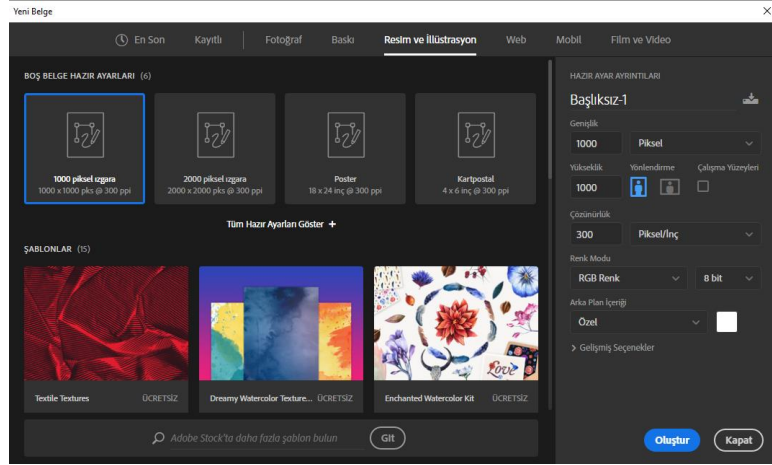 Yeni Belge
En Son
Kayıtlı
Fotoğraf
Baskı
Resim ve İllüstrasyon
Web
Mobil
Film ve Video
BOŞ BELGE HAZIR AYARLARI (6)
1000 piksel ızgara
1000 x 1000 pks @ 300 ppi
2000 piksel ızgara
2000 x 2000 pks @ 300 ppi
Poster
18 x 24 inç @ 300 ppi
Kartpostal
4 x 6 inç @ 300 ppi
Tüm Hazır Ayarları Göster +
ŞABLONLAR (15)
Textile Textures
ÜCRETSİZ
Dreamy Watercolor Texture...
ÜCRETSİZ
Love
Enchanted Watercolor Kit
ÜCRETSİZ
Adobe Stock'ta daha fazla şablon bulun
Git
HAZIR AYAR AYRINTILARI
Başlıksız-1
Genişlik
1000
Piksel
Yükseklik
Yönlendirme
Çalışma Yüzeyleri
1000
Çözünürlük
300
Piksel/İnç
Renk Modu
RGB Renk
8 bit
Arka Plan İçeriği
Özel
Gelişmiş Seçenekler
Oluştur
Kapat